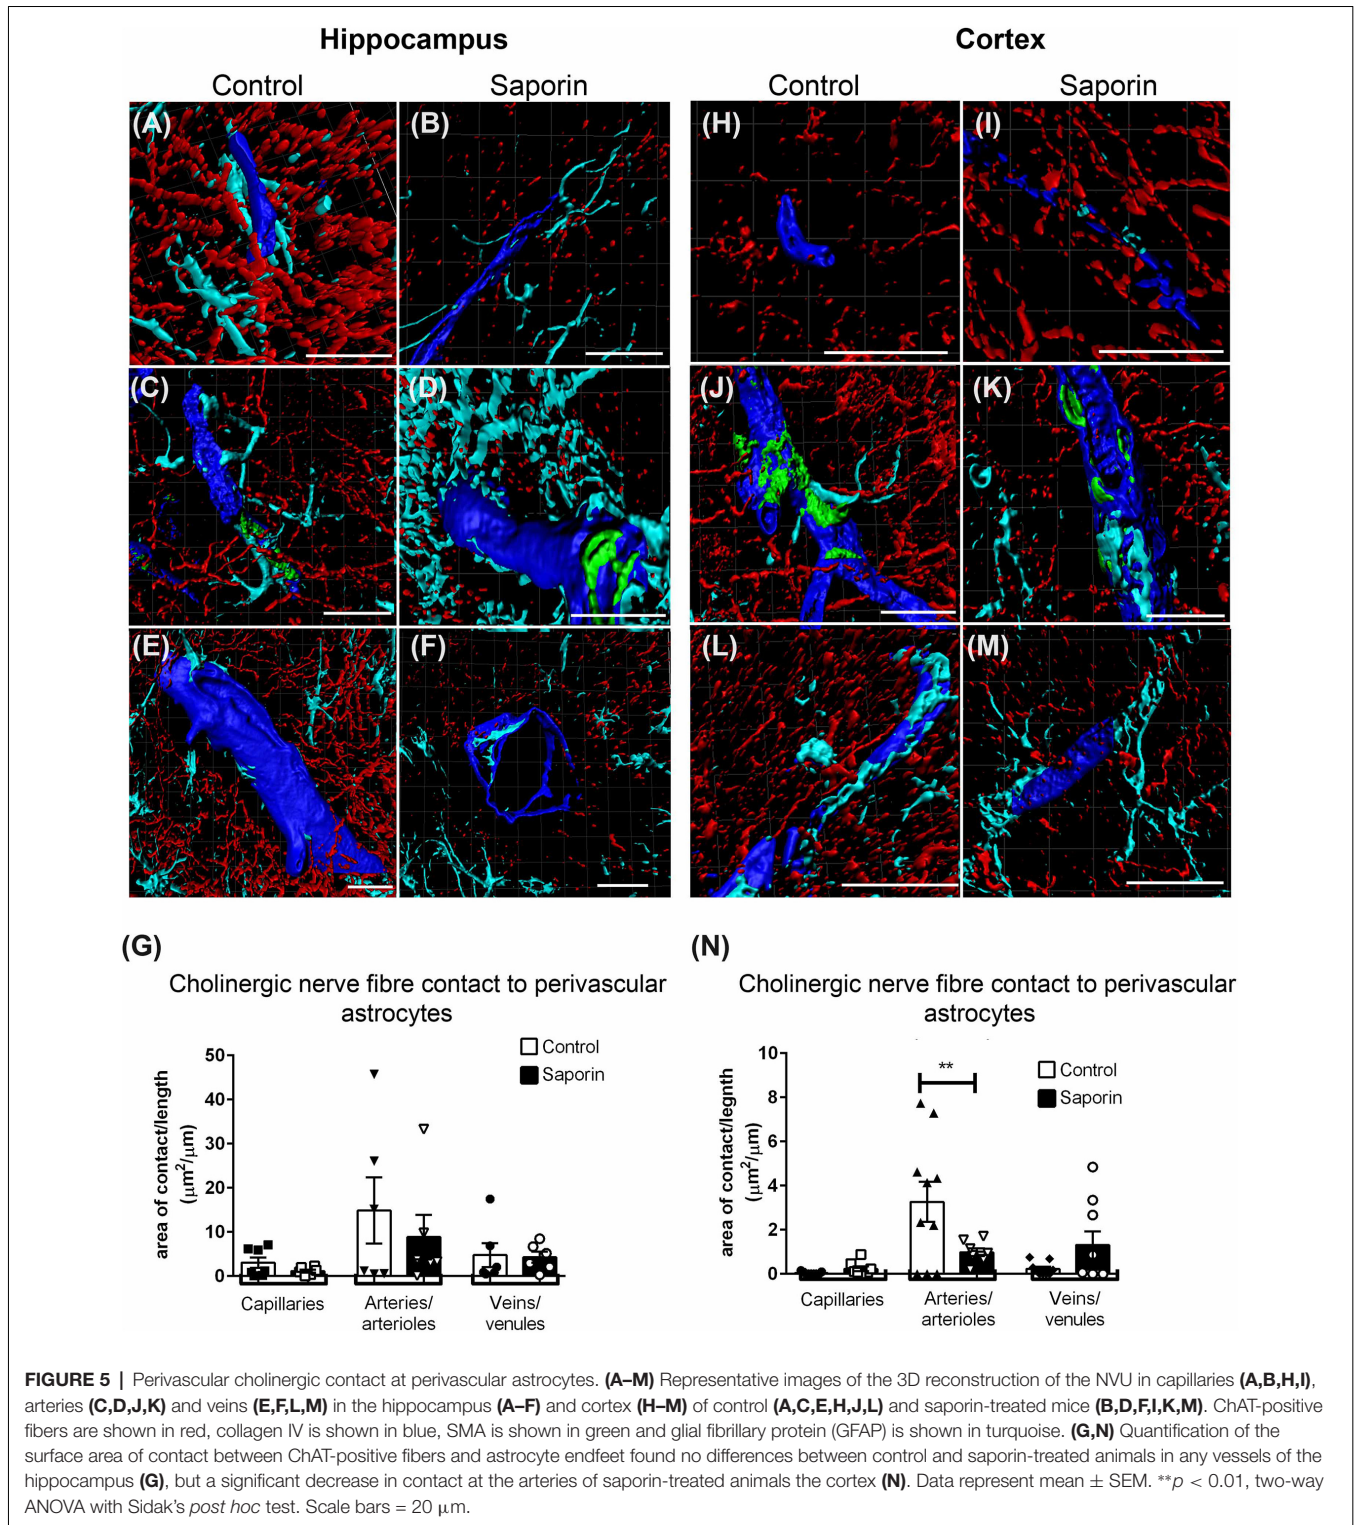 Hippocampus
Cortex
Control
Saporin
Control
Saporin
(A)
(B)
(H)
(I)
(C)
(D)
(J)
(K)
(E)
(F)
(L)
(M)
(G)
Cholinergic nerve fibre contact to perivascular
astrocytes
area of contact/length
(μm²/μm)
50
40
30
20
10
0
Control
Saporin
Capillaries
Arteries/
arterioles
Veins/
venules
(N)
Cholinergic nerve fibre contact to perivascular
astrocytes
area of contact/legnth
(μm²/μm)
10
8
6
4
2
0
**
Control
Saporin
Capillaries
Arteries/
arterioles
Veins/
venules
FIGURE 5 | Perivascular cholinergic contact at perivascular astrocytes. (A–M) Representative images of the 3D reconstruction of the NVU in capillaries (A,B,H,I),
arteries (C,D,J,K) and veins (E,F,L,M) in the hippocampus (A–F) and cortex (H–M) of control (A,C,E,H,J,L) and saporin-treated mice (B,D,F,I,K,M). ChAT-positive
fibers are shown in red, collagen IV is shown in blue, SMA is shown in green and glial fibrillary protein (GFAP) is shown in turquoise. (G,N) Quantification of the
surface area of contact between ChAT-positive fibers and astrocyte endfeet found no differences between control and saporin-treated animals in any vessels of the
hippocampus (G), but a significant decrease in contact at the arteries of saporin-treated animals the cortex (N). Data represent mean ± SEM. **p < 0.01, two-way
ANOVA with Sidak's post hoc test. Scale bars = 20 μm.